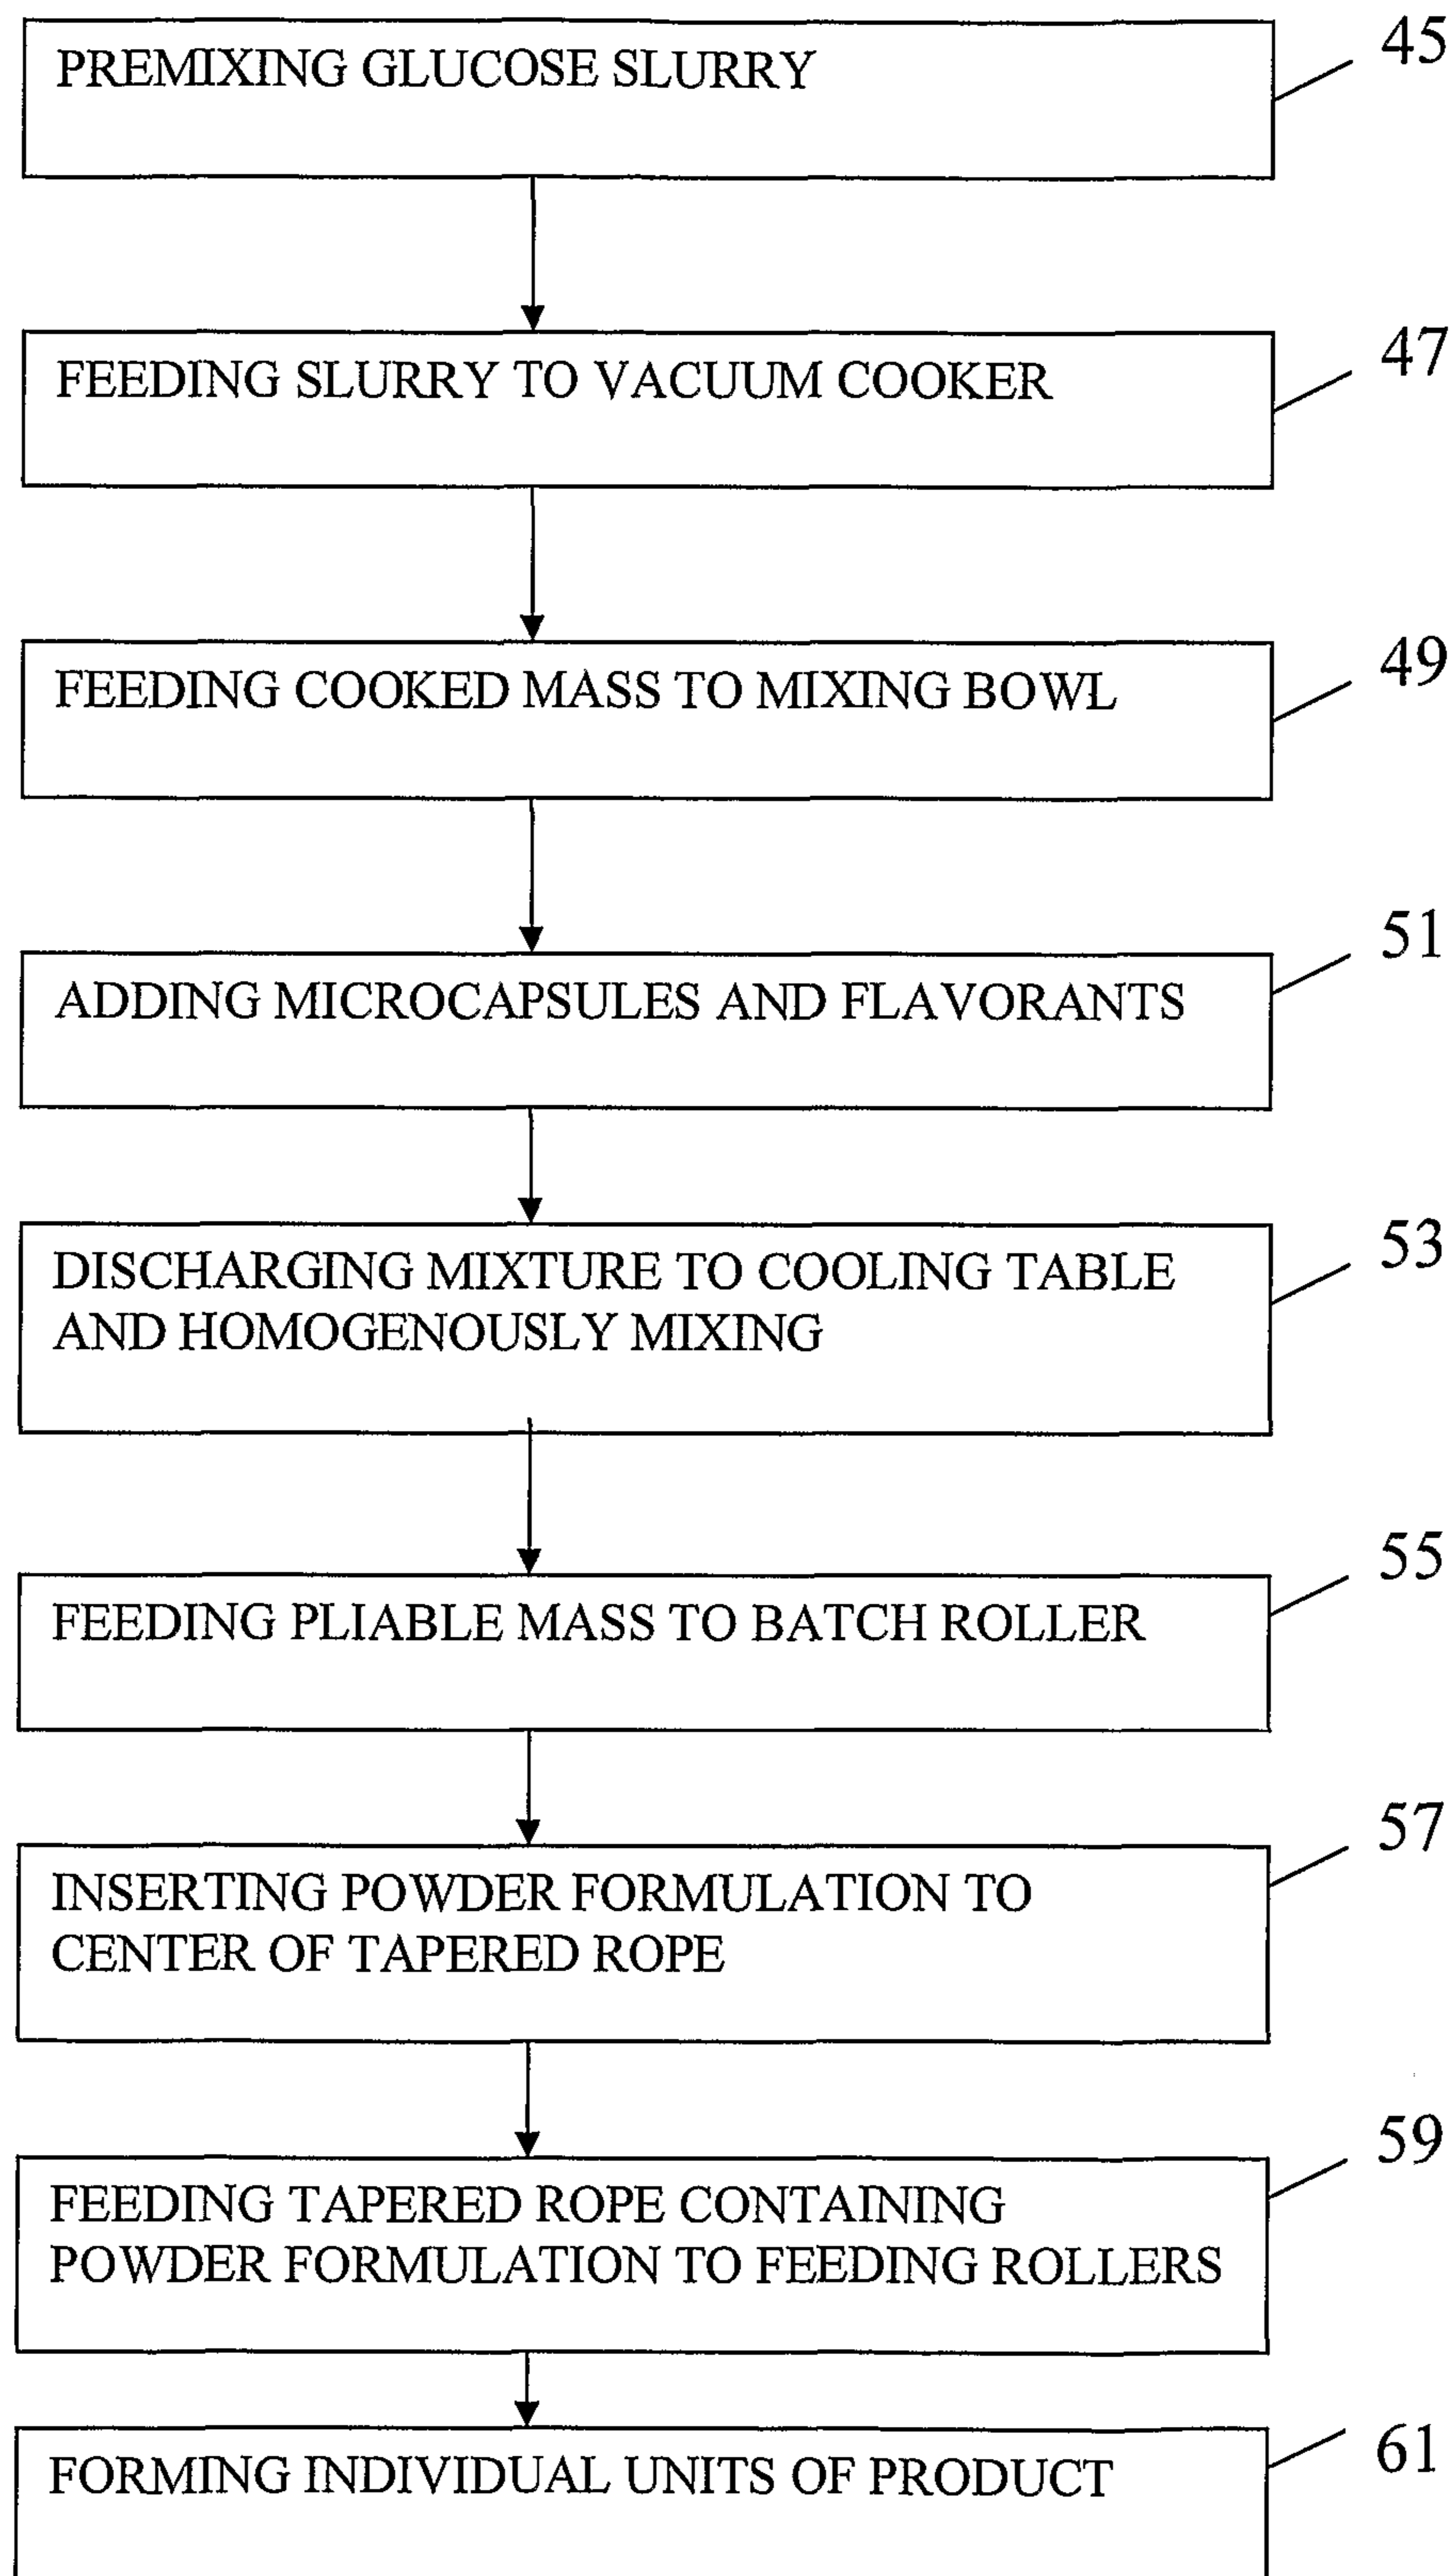 PREMIXING GLUCOSE SLURRY
45
FEEDING SLURRY TO VACUUM COOKER
47
FEEDING COOKED MASS TO MIXING BOWL
49
ADDING MICROCAPSULES AND FLAVORANTS
51
DISCHARGING MIXTURE TO COOLING TABLE
AND HOMOGENOUSLY MIXING
53
FEEDING PLIABLE MASS TO BATCH ROLLER
55
INSERTING POWDER FORMULATION TO
CENTER OF TAPERED ROPE
57
FEEDING TAPERED ROPE CONTAINING
POWDER FORMULATION TO FEEDING ROLLERS
59
FORMING INDIVIDUAL UNITS OF PRODUCT
61